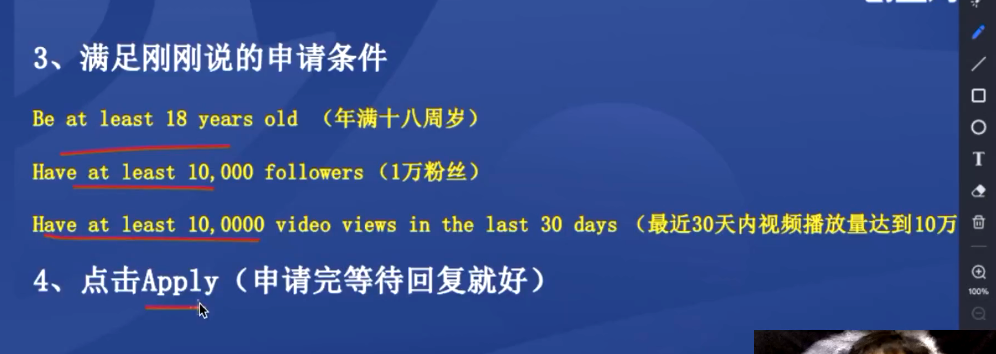 3、满足刚刚说的申请条件
Be at least 18 years old （年满十八周岁）
Have at least 10,000 followers（1万粉丝）
Have at least 10,0000 video views in the last 30 days （最近30天内视频播放量达到10万
4、点击Apply（申请完等待回复就好）
T
100%